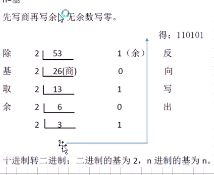 先写商再写余，无余数写零。
得：110101
除 2 53 1（余） 反
基 2 26(商) 0 向
取 2 13 1 写
余 2 6 0 出
2 3 1
十进制转二进制：二进制的基为2，n进制的基为n。